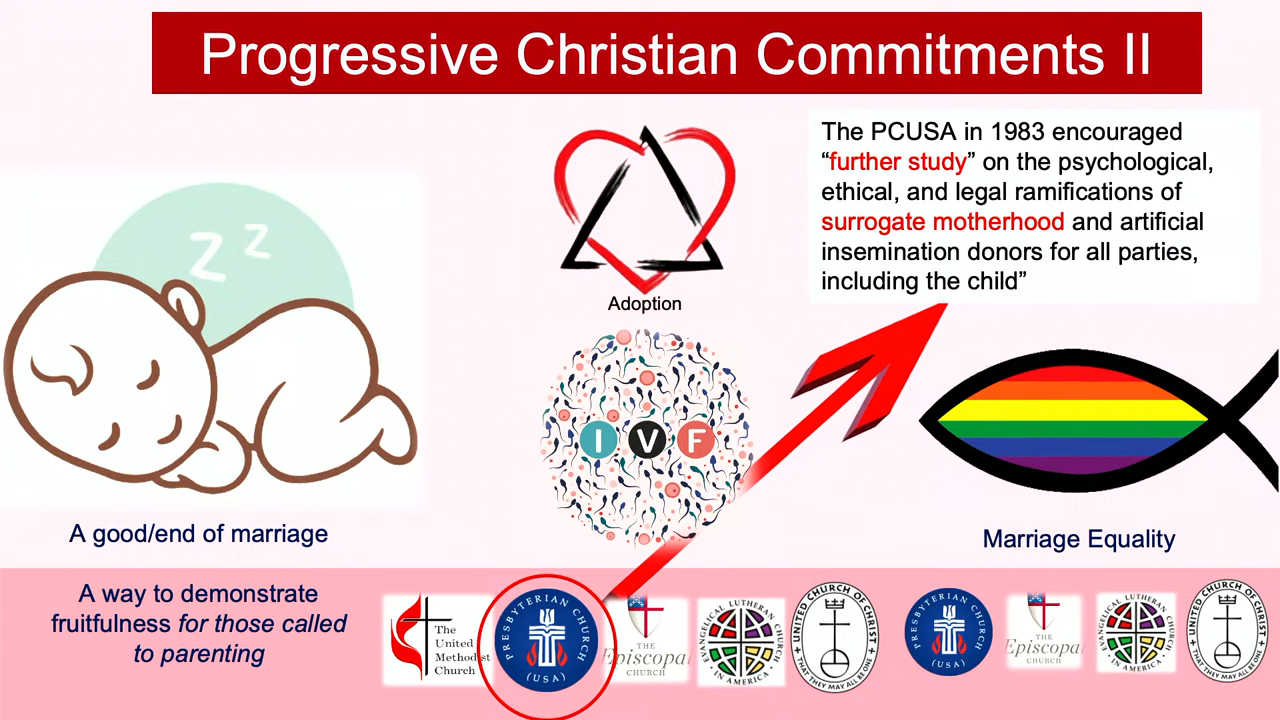 Progressive Christian Commitments II
The PCUSA in 1983 encouraged
“further study” on the psychological,
ethical, and legal ramifications of
surrogate motherhood and artificial
insemination donors for all parties,
including the child”
Z Z
Adoption
I V F
A good/end of marriage
Marriage Equality
A way to demonstrate
fruitfulness for those called
to parenting
The
United
Methodist
Church
PRESBYTERIAN CHURCH
(USA)
THE
Episcopal
CHURCH
EVANGELICAL LUTHERAN CHURCH
IN AMERICA
UNITED CHURCH OF CHRIST
THAT THEY MAY ALL BE ONE
PRESBYTERIAN CHURCH
(USA)
THE
Episcopal
CHURCH
EVANGELICAL LUTHERAN CHURCH
IN AMERICA
UNITED CHURCH OF CHRIST
THAT THEY MAY ALL BE ONE